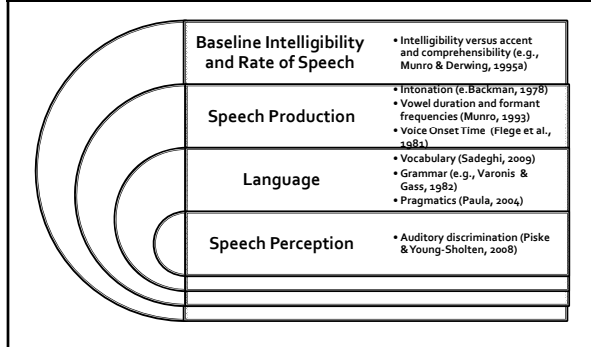 Baseline Intelligibility
and Rate of Speech
• Intelligibility versus accent
and comprehensibility (e.g.,
Munro & Derwing, 1995a)
Speech Production
• Intonation (e.Backman, 1978)
• Vowel duration and formant
frequencies (Munro, 1993)
• Voice Onset Time (Flege et al.,
1981)
Language
• Vocabulary (Sadeghi, 2009)
• Grammar (e.g., Varonis &
Gass, 1982)
• Pragmatics (Paula, 2004)
Speech Perception
• Auditory discrimination (Piske
& Young-Sholten, 2008)